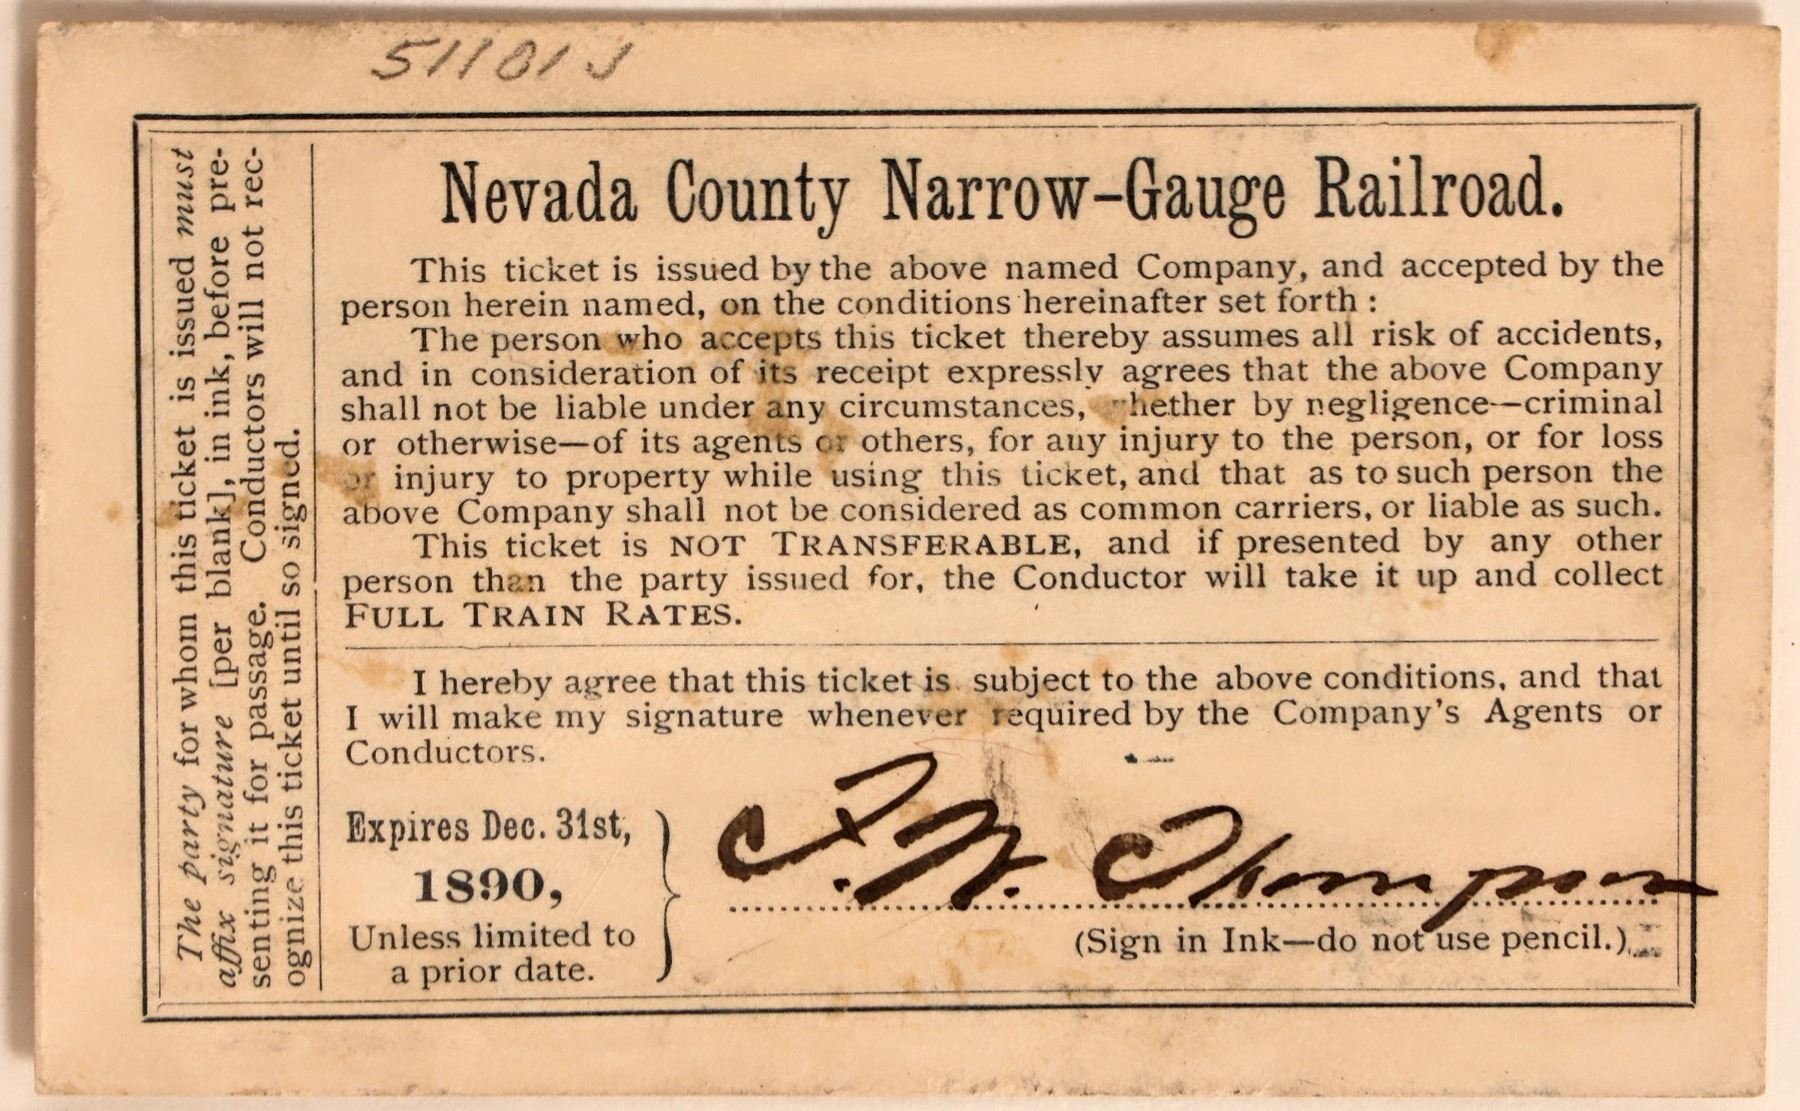 51181 J
The party for whom this ticket is issued must
affix signature [per blank], in ink, before pre-
senting it for passage. Conductors will not rec-
ognize this ticket until so signed.
Nevada County Narrow-Gauge Railroad.
This ticket is issued by the above named Company, and accepted by the
person herein named, on the conditions hereinafter set forth :
The person who accepts this ticket thereby assumes all risk of accidents,
and in consideration of its receipt expressly agrees that the above Company
shall not be liable under any circumstances, whether by negligence—criminal
or otherwise—of its agents or others, for any injury to the person, or for loss
or injury to property while using this ticket, and that as to such person the
above Company shall not be considered as common carriers, or liable as such.
This ticket is NOT TRANSFERABLE, and if presented by any other
person than the party issued for, the Conductor will take it up and collect
FULL TRAIN RATES.
I hereby agree that this ticket is subject to the above conditions, and that
I will make my signature whenever required by the Company's Agents or
Conductors.
Expires Dec. 31st,
1890,
Unless limited to
a prior date.
F. W. Thompson
(Sign in Ink—do not use pencil.)